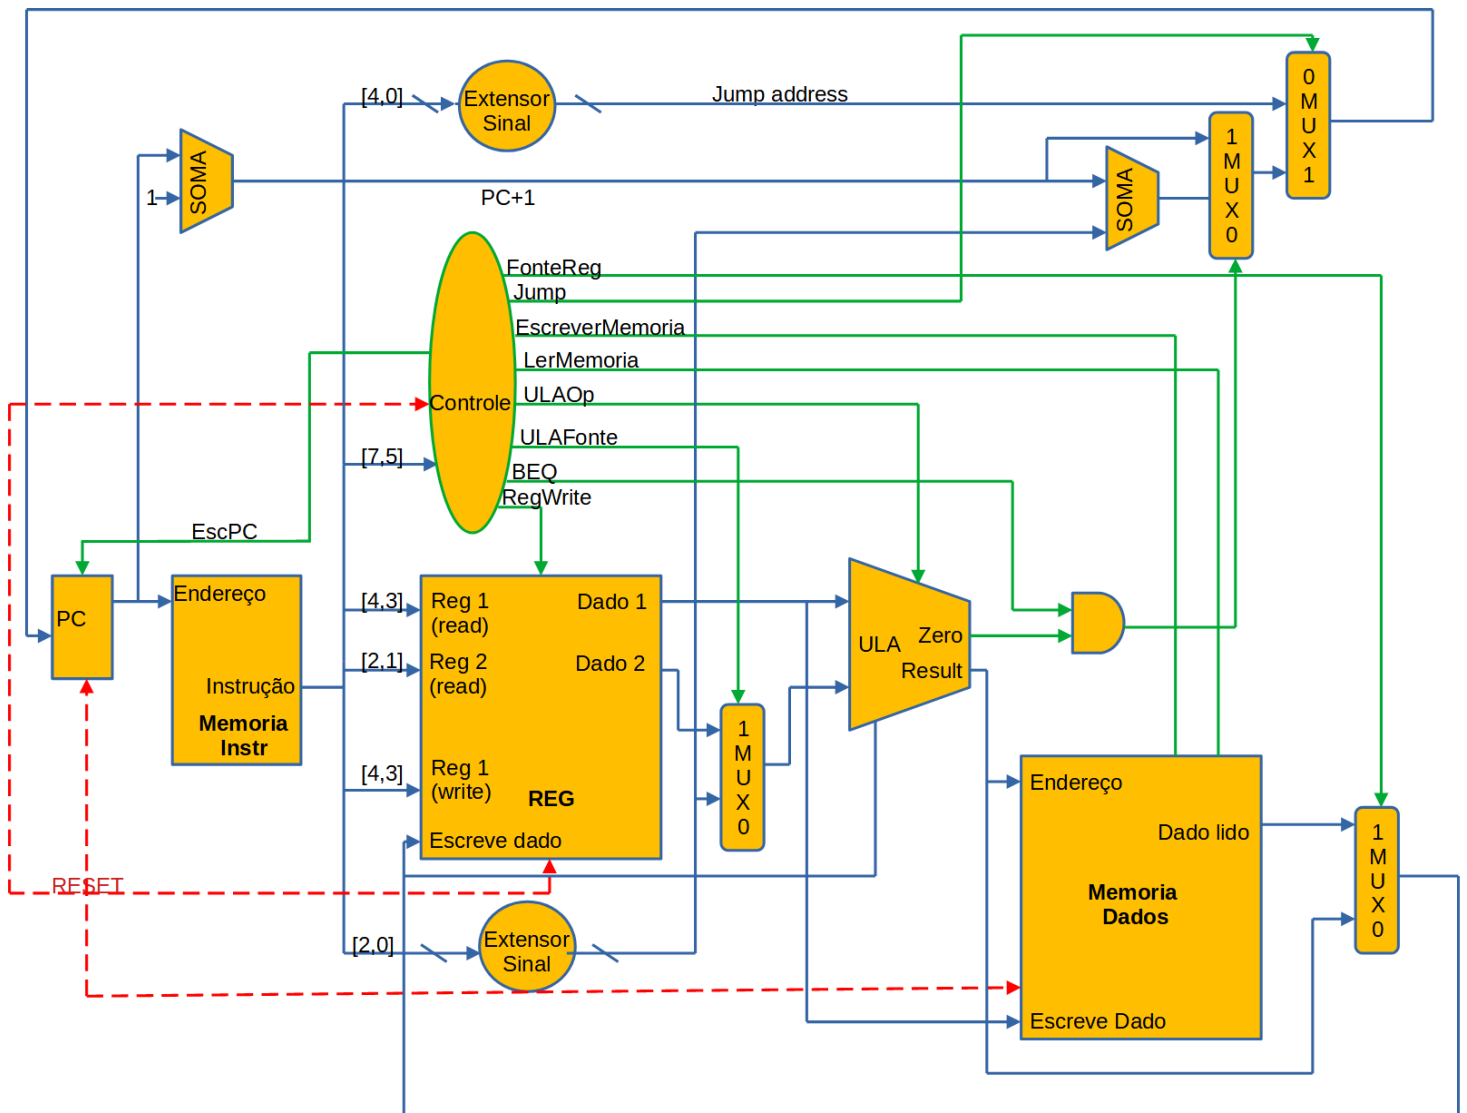 [4,0]
Extensor
Sinal
Jump address
0
M
U
X
1
SOMA
1
PC+1
SOMA
1
M
U
X
0
FonteReg
Jump
EscreverMemoria
LerMemoria
ULAOp
Controle
ULAFonte
[7,5]
BEQ
RegWrite
EscPC
PC
Endereço
Instrução
Memoria
Instr
[4,3]
Reg 1
(read)
[2,1]
Reg 2
(read)
[4,3]
Reg 1
(write)
REG
Escreve dado
Dado 1
Dado 2
1
M
U
X
0
ULA
Zero
Result
Endereço
Dado lido
Memoria
Dados
Escreve Dado
1
M
U
X
0
RESET
[2,0]
Extensor
Sinal